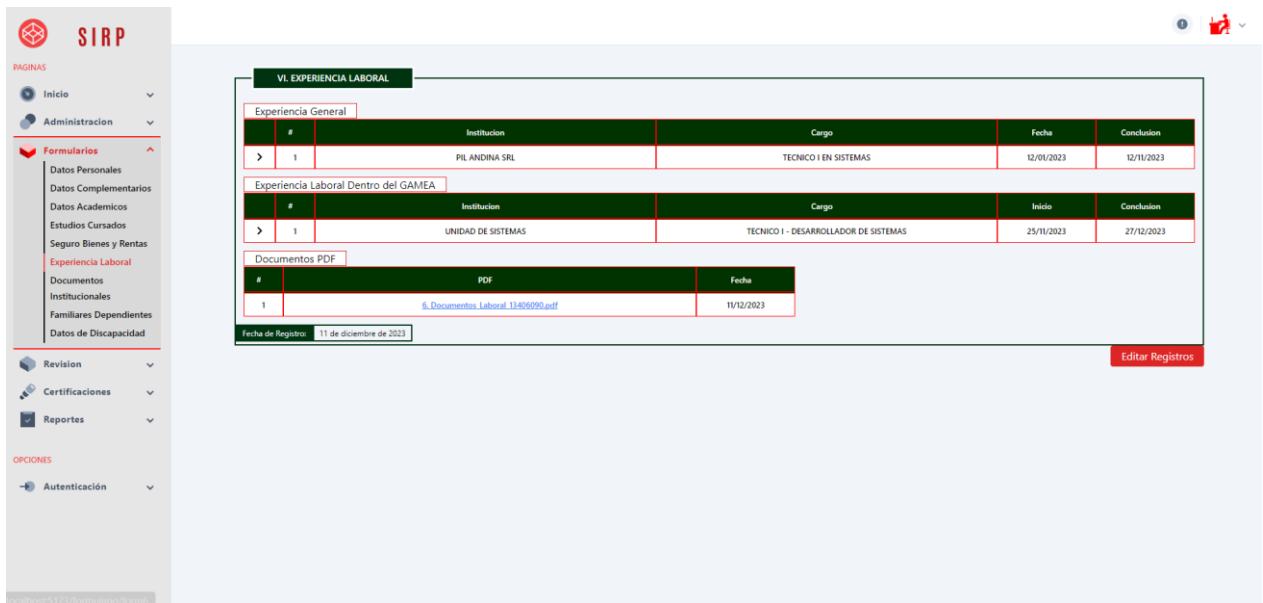 SIRP
PAGINAS
Inicio
Administracion
Formularios
Datos Personales
Datos Complementarios
Datos Academicos
Estudios Cursados
Seguro Bienes y Rentas
Experiencia Laboral
Documentos
Institucionales
Familiares Dependientes
Datos de Discapacidad
Revision
Certificaciones
Reportes
OPCIONES
Autenticación
VI. EXPERIENCIA LABORAL
Experiencia General
# Institucion Cargo Fecha Conclusion
1 PIL ANDINA SRL TECNICO I EN SISTEMAS 12/01/2023 12/11/2023
Experiencia Laboral Dentro del GAMEA
# Institucion Cargo Inicio Conclusion
1 UNIDAD DE SISTEMAS TECNICO I - DESARROLLADOR DE SISTEMAS 25/11/2023 27/12/2023
Documentos PDF
# PDF Fecha
1 6. Documentos Laboral 13406090.pdf 11/12/2023
Fecha de Registro: 11 de diciembre de 2023
Editar Registros